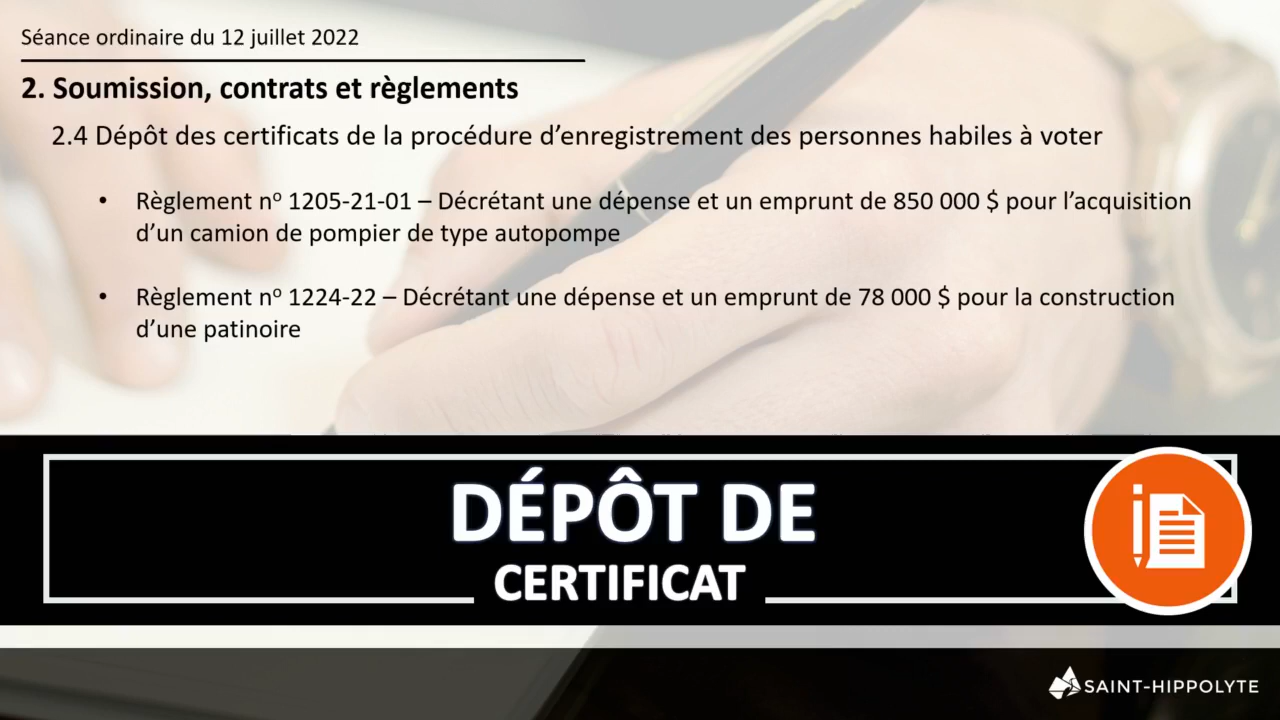 Séance ordinaire du 12 juillet 2022
2. Soumission, contrats et règlements
2.4 Dépôt des certificats de la procédure d’enregistrement des personnes habiles à voter
• Règlement nº 1205-21-01 – Décrétant une dépense et un emprunt de 850 000 $ pour l’acquisition
d’un camion de pompier de type autopompe
• Règlement nº 1224-22 – Décrétant une dépense et un emprunt de 78 000 $ pour la construction
d’une patinoire
DÉPÔT DE
CERTIFICAT
SAINT-HIPPOLYTE